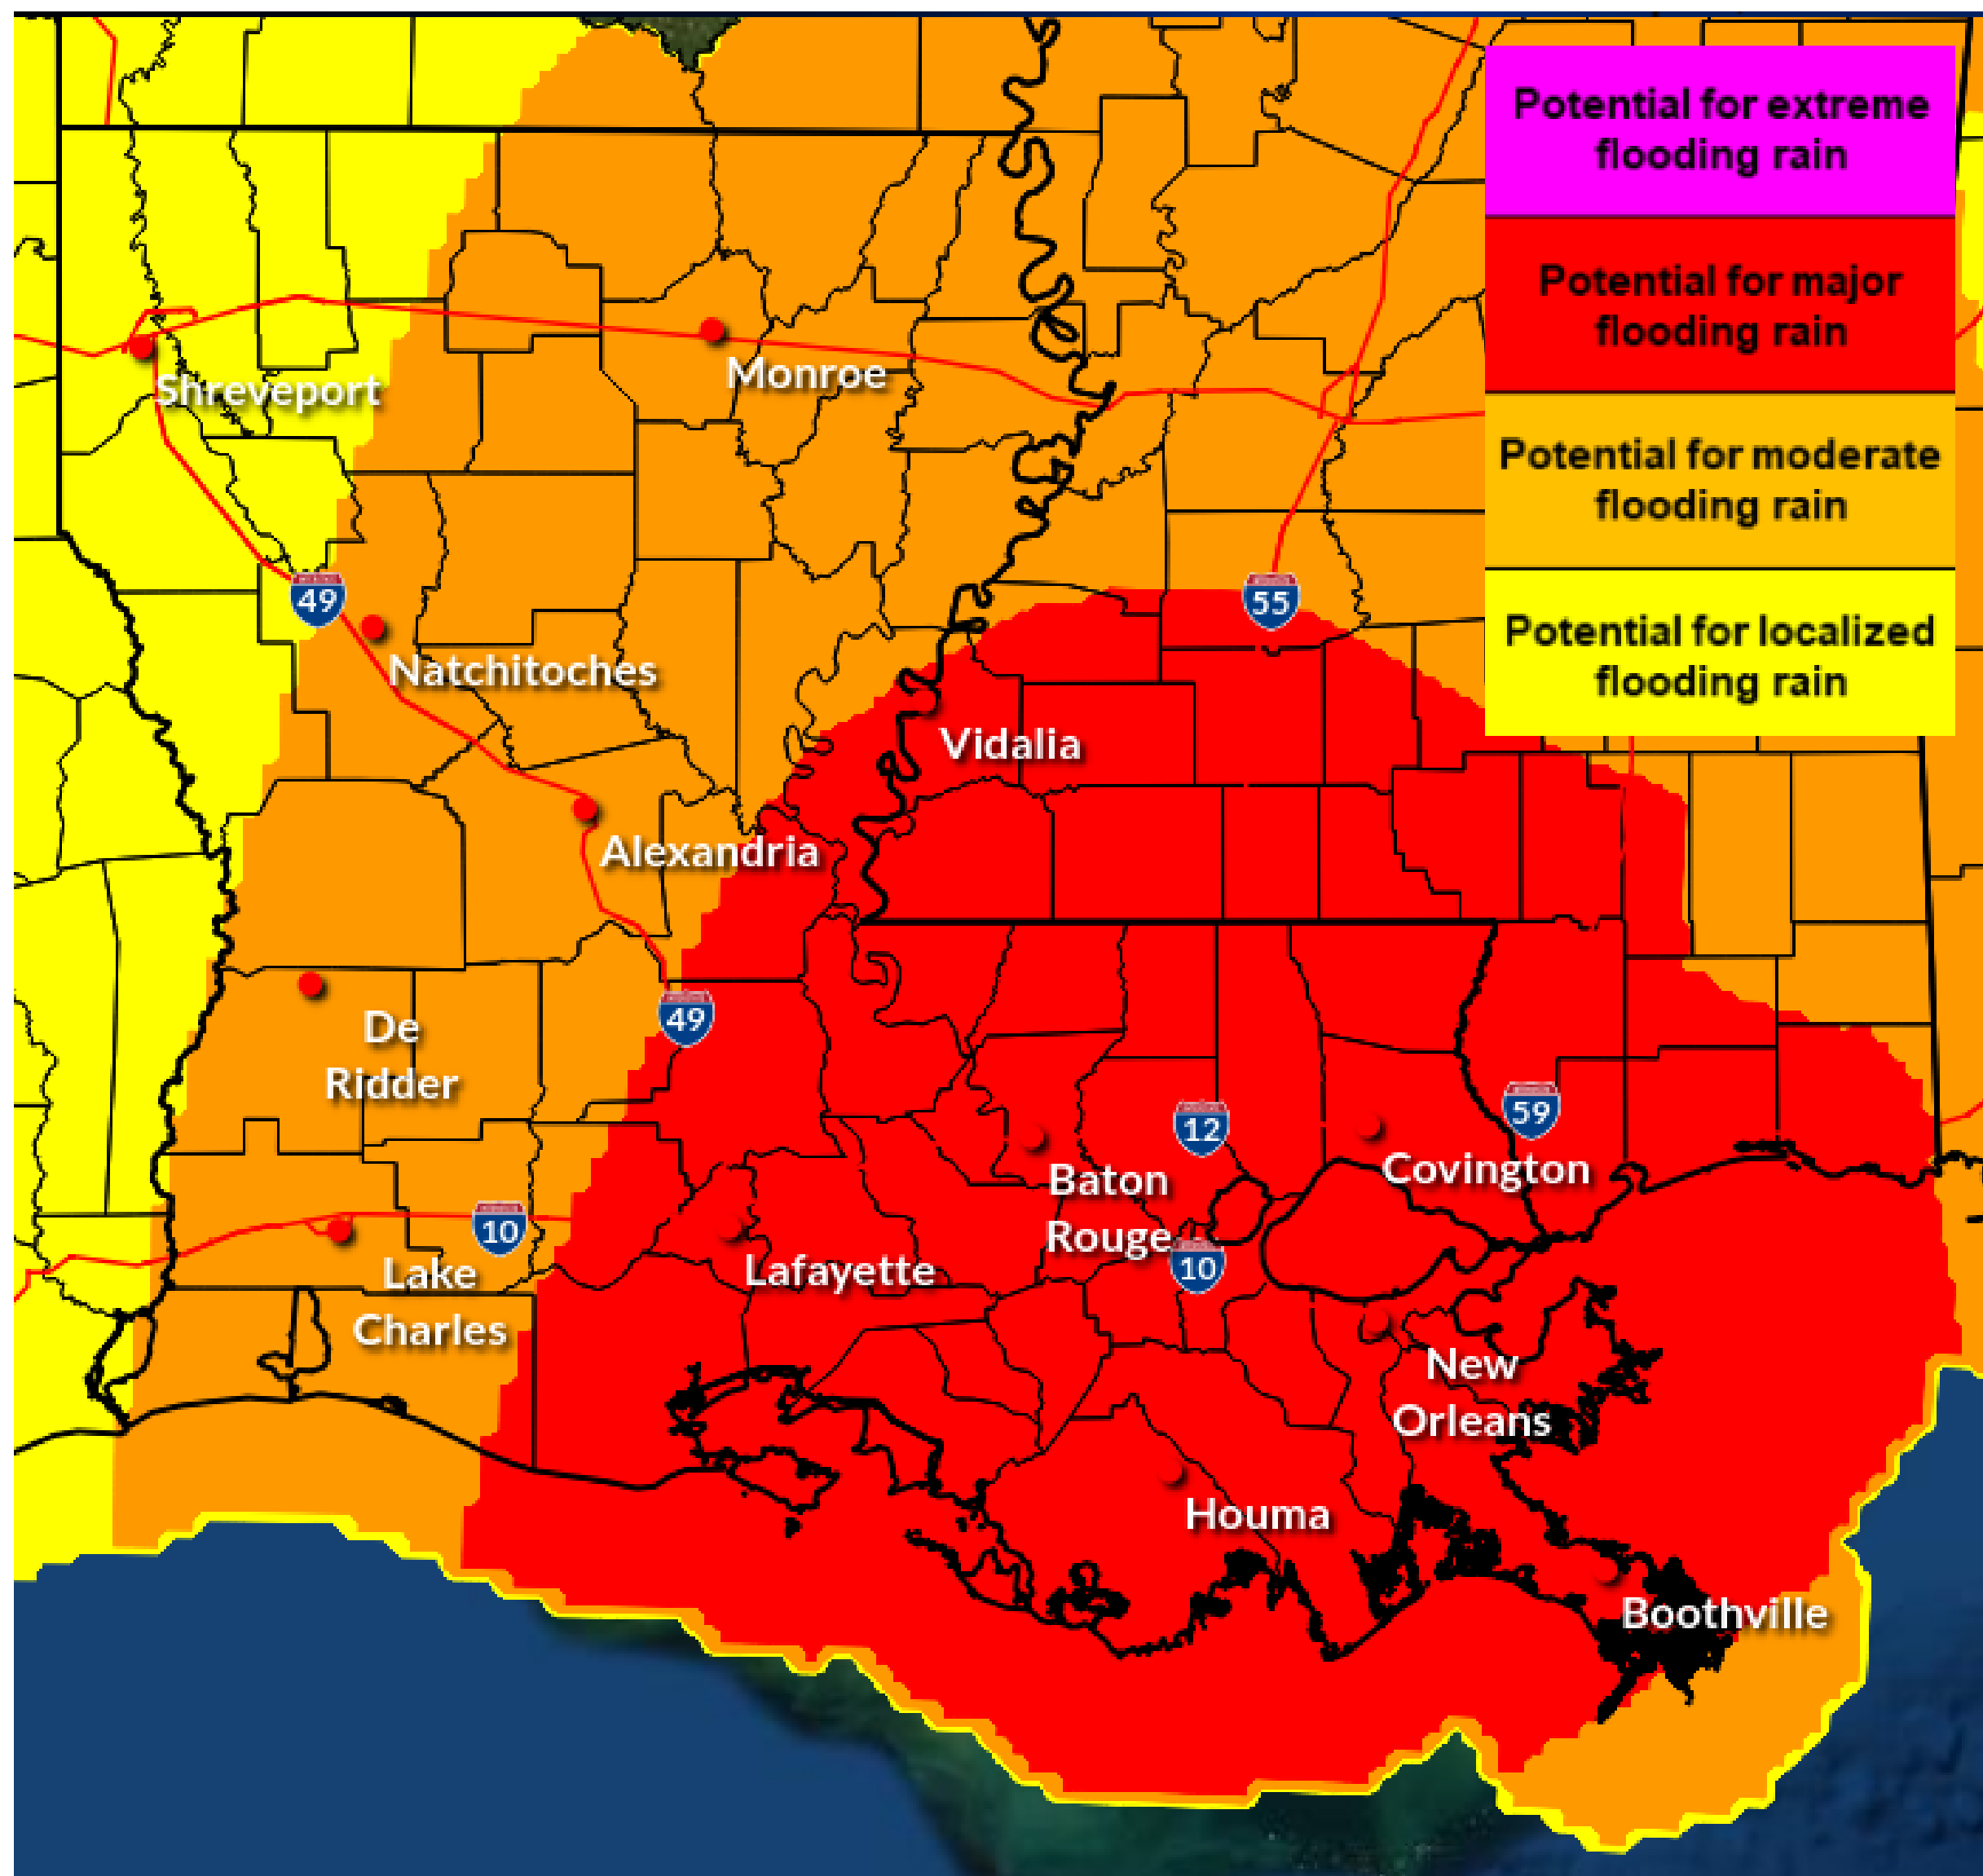 Potential for extreme
flooding rain
Potential for major
flooding rain
Potential for moderate
flooding rain
Potential for localized
flooding rain
Shreveport
Monroe
49
55
Natchitoches
Vidalia
Alexandria
49
De
Ridder
59
12
Covington
Baton
Rouge
10
10
Lafayette
Lake
Charles
New
Orleans
Houma
Boothville